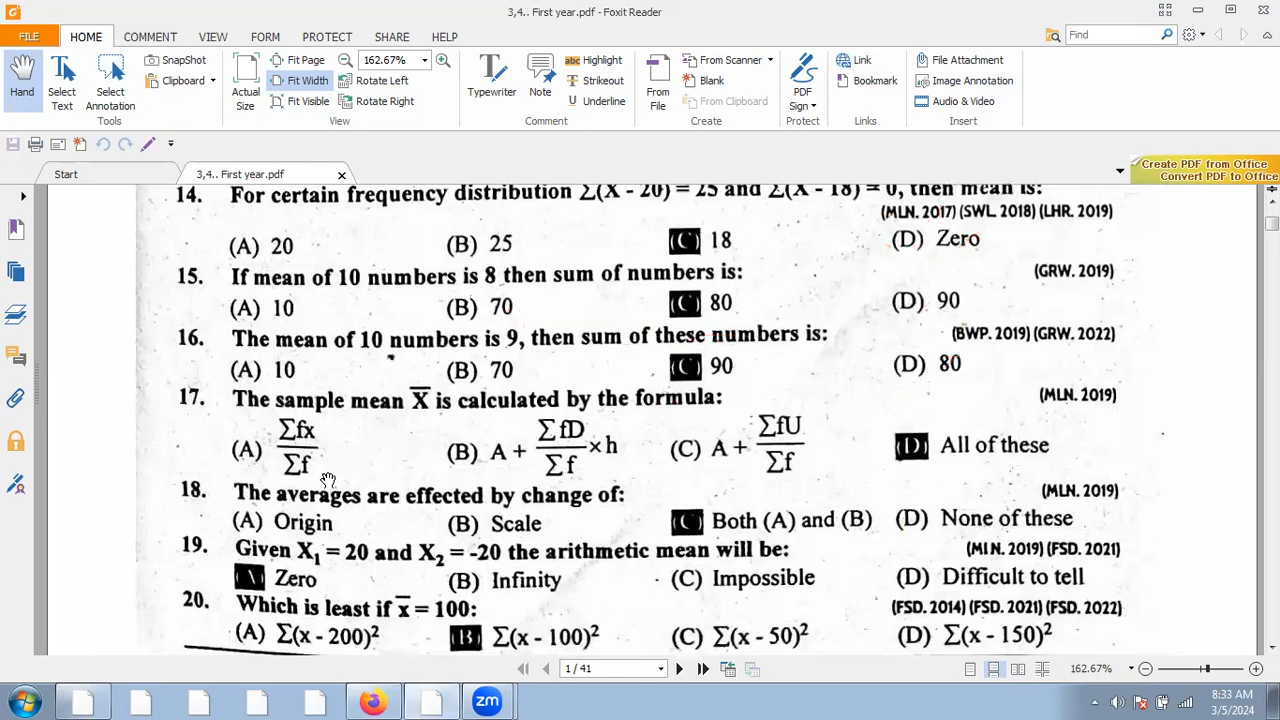 3,4.. First year.pdf - Foxit Reader
FILE HOME COMMENT VIEW FORM PROTECT SHARE HELP
Find
Hand
Select Text
Select Annotation
SnapShot
Clipboard
Tools
Actual Size
Fit Page
Fit Width
Fit Visible
162.67%
Rotate Left
Rotate Right
View
Typewriter
Note
Highlight
Strikeout
Underline
Comment
From File
From Scanner
Blank
From Clipboard
Create
PDF Sign
Protect
Link
Bookmark
Links
File Attachment
Image Annotation
Audio & Video
Insert
Start
3,4.. First year.pdf
Create PDF from Office
Convert PDF to Office
14. For certain frequency distribution ∑(X - 20) = 25 and ∑(X - 18) = 0, then mean is:
(MLN. 2017) (SWL. 2018) (LHR. 2019)
(A) 20 (B) 25 (C) 18 (D) Zero
15. If mean of 10 numbers is 8 then sum of numbers is: (GRW. 2019)
(A) 10 (B) 70 (C) 80 (D) 90
16. The mean of 10 numbers is 9, then sum of these numbers is: (BWP. 2019) (GRW. 2022)
(A) 10 (B) 70 (C) 90 (D) 80
17. The sample mean X̅ is calculated by the formula: (MLN. 2019)
(A) ∑fx / ∑f (B) A + ∑fD / ∑f × h (C) A + ∑fU / ∑f (D) All of these
18. The averages are effected by change of: (MLN. 2019)
(A) Origin (B) Scale (C) Both (A) and (B) (D) None of these
19. Given X₁ = 20 and X₂ = -20 the arithmetic mean will be: (MIN. 2019) (FSD. 2021)
Zero (B) Infinity (C) Impossible (D) Difficult to tell
20. Which is least if x̅ = 100: (FSD. 2014) (FSD. 2021) (FSD. 2022)
(A) ∑(x - 200)² B ∑(x - 100)² (C) ∑(x - 50)² (D) ∑(x - 150)²
1 / 41
162.67%
zm
8:33 AM
3/5/2024